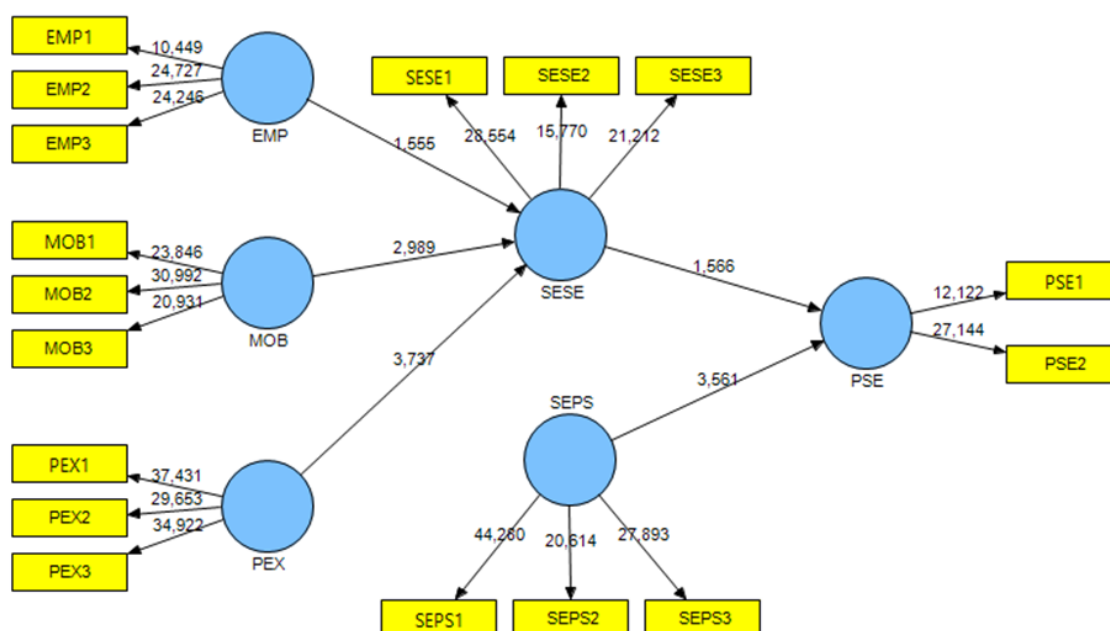 EMP1
10,449
24,727
EMP2
24,246
EMP3
EMP
SESE1
SESE2
SESE3
28,554
15,770
21,212
1,555
MOB1
23,846
30,992
MOB2
20,931
MOB3
MOB
2,989
SESE
1,566
PSE1
12,122
27,144
PSE2
PSE
3,737
3,561
SEPS
PEX1
37,431
29,653
PEX2
34,922
PEX3
PEX
44,280
20,614
27,893
SEPS1
SEPS2
SEPS3